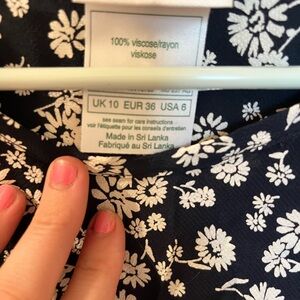 100% viscose/rayon
viskose
UK 10 EUR 36 USA 6
see seam for care instructions
voir l'étiquette pour les conseils d'entretien
Made in Sri Lanka
Fabriqué au Sri Lanka